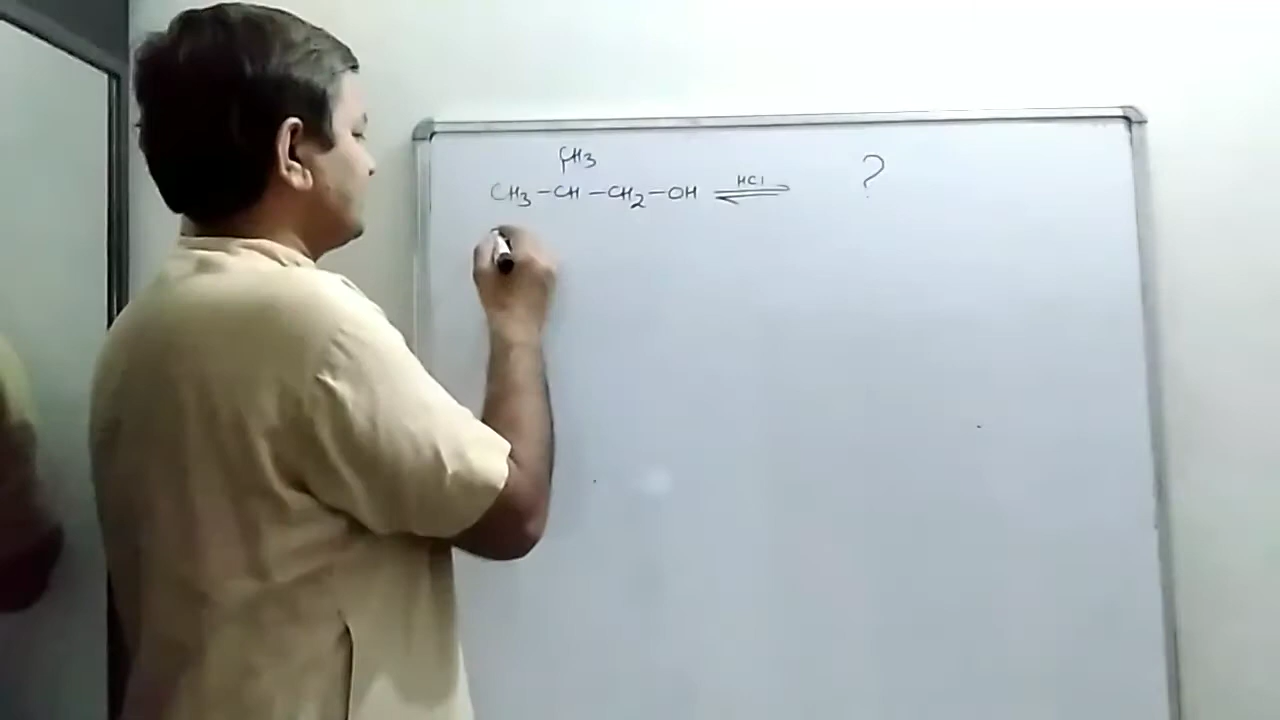 CH3
CH3 – CH – CH2 – OH ⇌ HCl ?